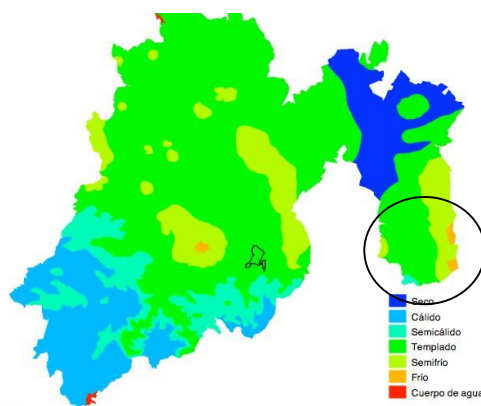 Seco
Cálido
Semicálido
Templado
Semifrío
Frío
Cuerpo de agua